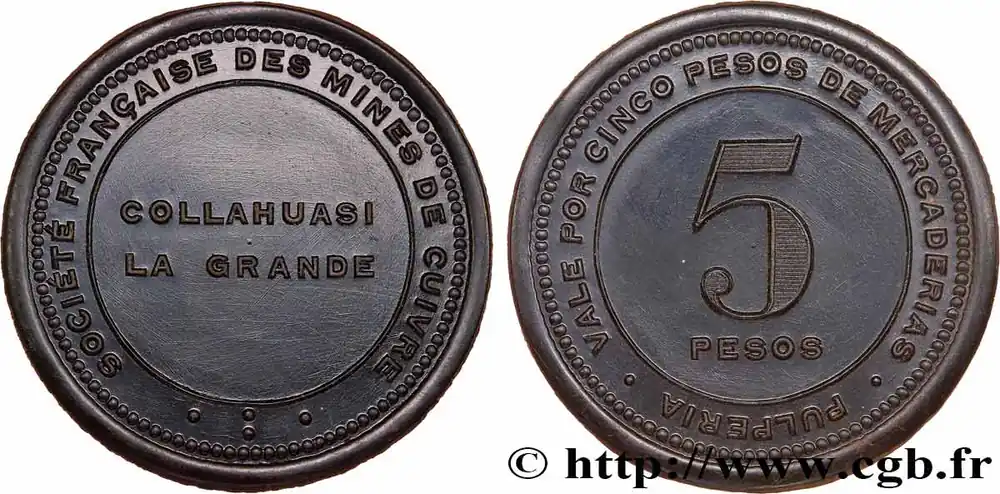 SOCIÉTÉ FRANÇAISE DES MINES DE CUIVRE
COLLAHUASI
LA GRANDE
VALE POR CINCO PESOS DE MERCADERIAS
5
PESOS
PULPERIA
© http://www.cgb.fr